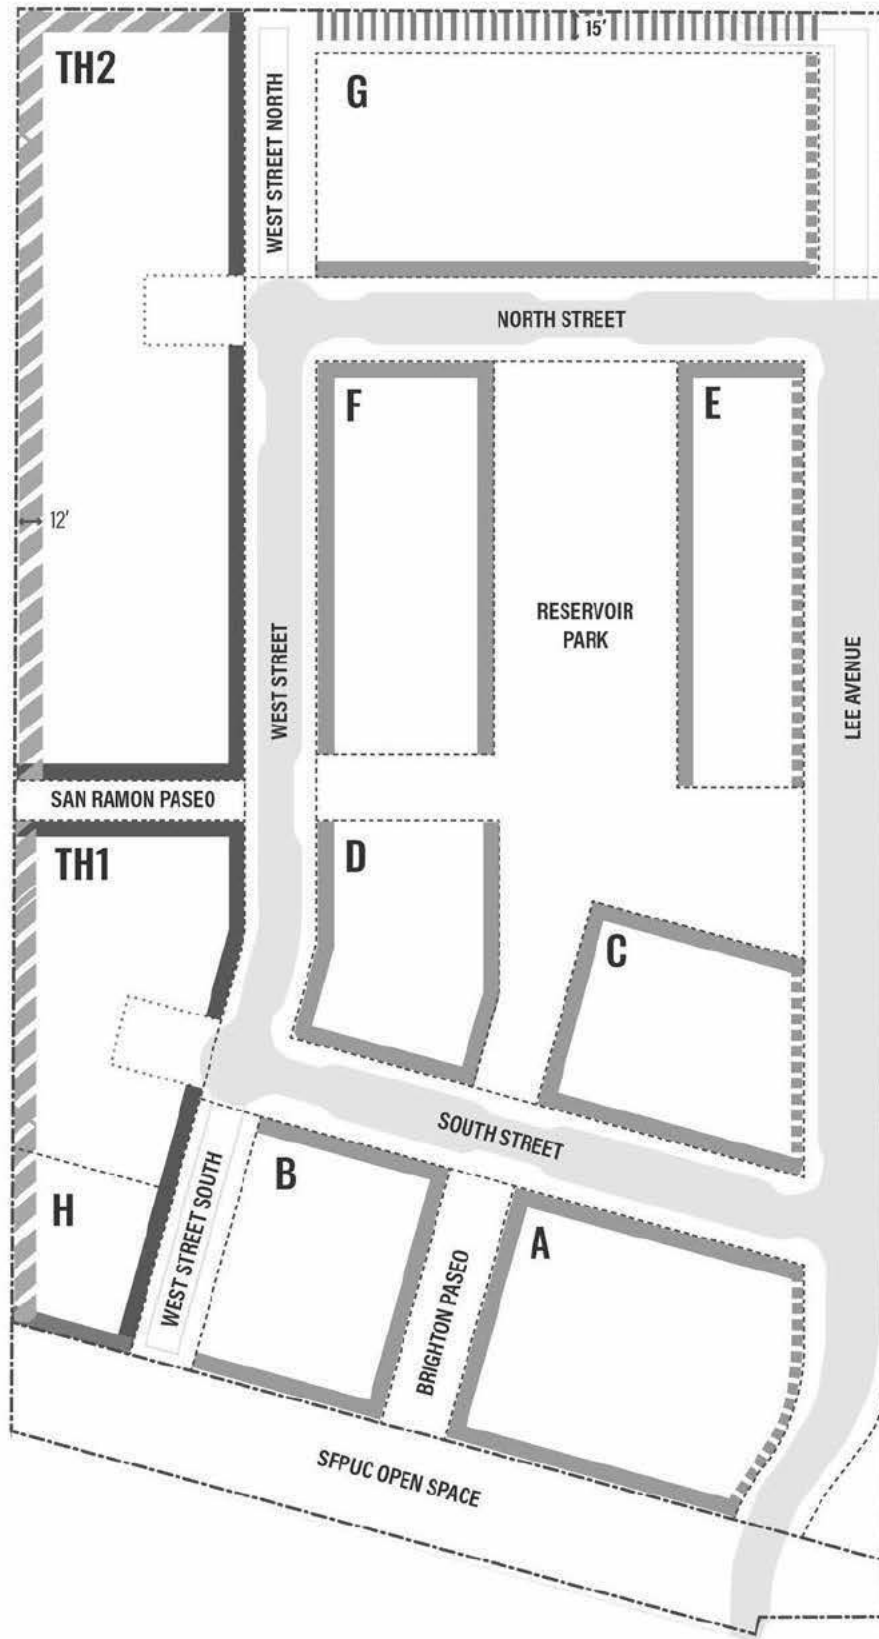 15'
TH2
G
WEST STREET NORTH
NORTH STREET
F
E
12'
RESERVOIR
PARK
WEST STREET
LEE AVENUE
SAN RAMON PASEO
TH1
D
C
SOUTH STREET
B
H
WEST STREET SOUTH
A
BRIGHTON PASEO
SFPUC OPEN SPACE